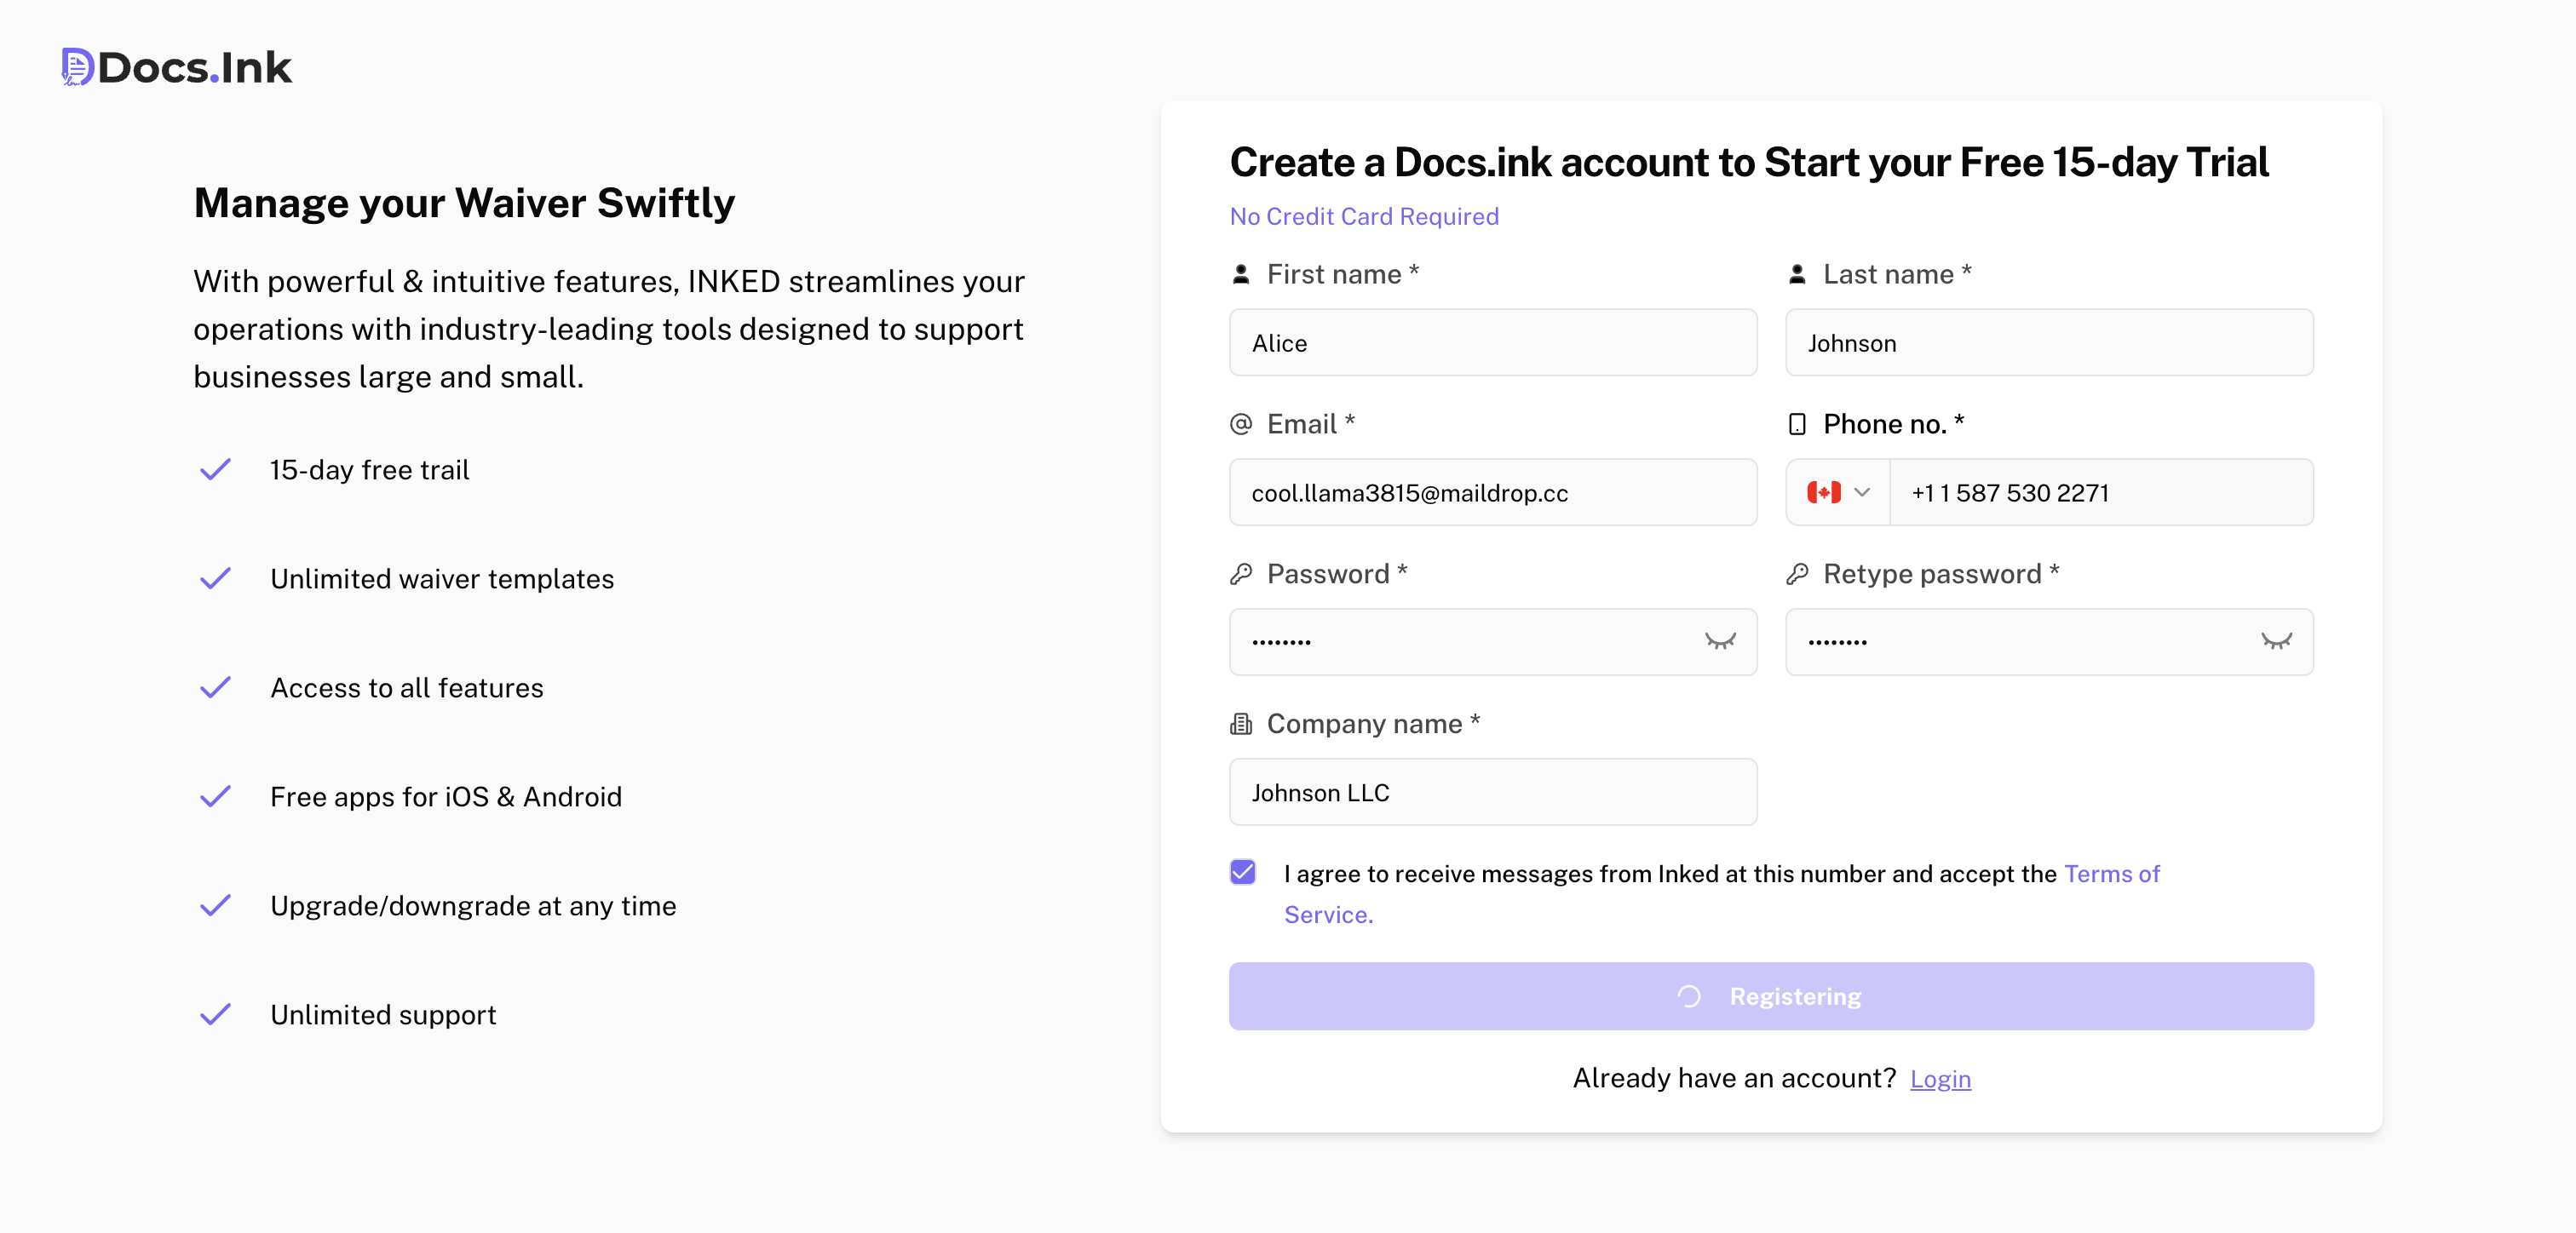 Docs.Ink
Manage your Waiver Swiftly
With powerful & intuitive features, INKED streamlines your
operations with industry-leading tools designed to support
businesses large and small.
15-day free trail
Unlimited waiver templates
Access to all features
Free apps for iOS & Android
Upgrade/downgrade at any time
Unlimited support
Create a Docs.ink account to Start your Free 15-day Trial
No Credit Card Required
First name *
Last name *
Alice
Johnson
Email *
Phone no. *
cool.llama3815@maildrop.cc
+1 1 587 530 2271
Password *
Retype password *
••••••••
••••••••
Company name *
Johnson LLC
I agree to receive messages from Inked at this number and accept the Terms of
Service.
Registering
Already have an account? Login